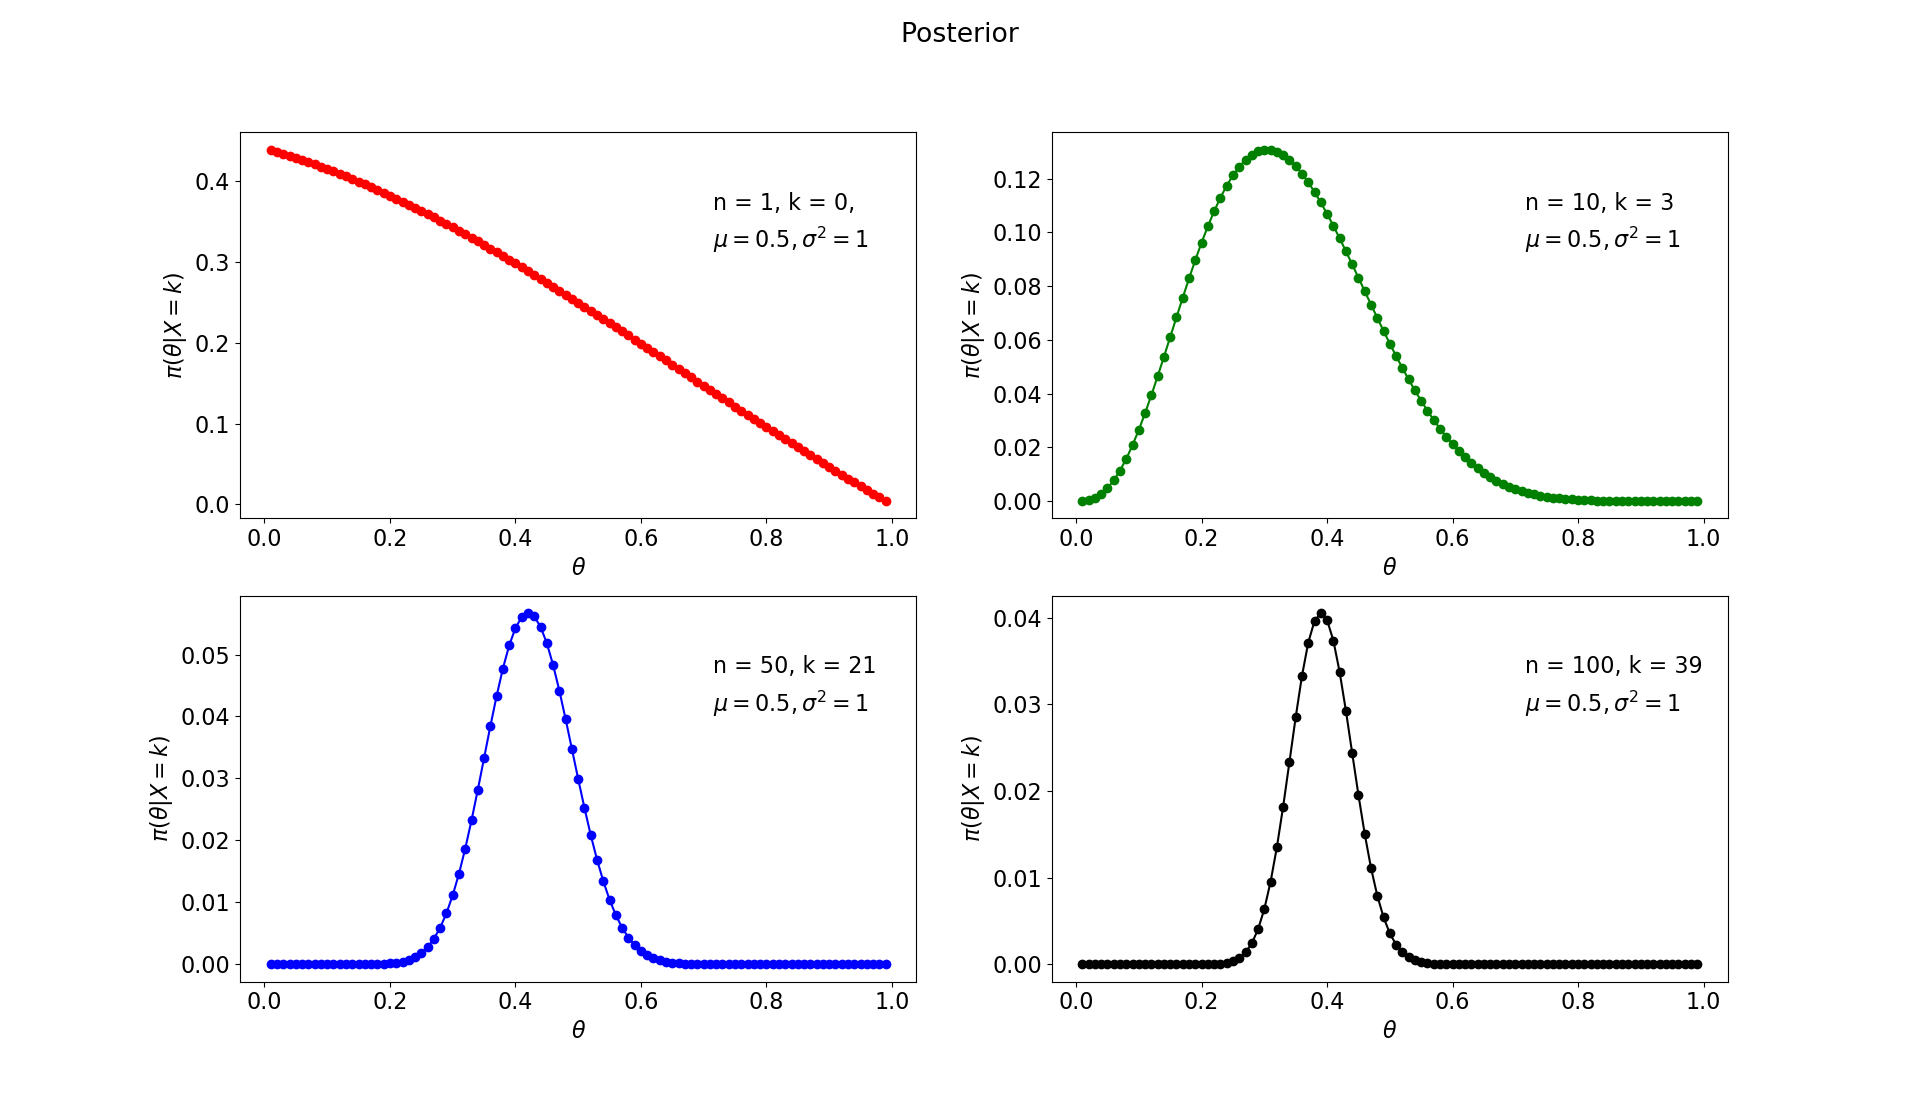 Posterior
π(θ|X = k)
0.4
0.3
0.2
0.1
0.0
n = 1, k = 0,
μ = 0.5, σ² = 1
0.0 0.2 0.4 0.6 0.8 1.0
θ
π(θ|X = k)
0.12
0.10
0.08
0.06
0.04
0.02
0.00
n = 10, k = 3
μ = 0.5, σ² = 1
0.0 0.2 0.4 0.6 0.8 1.0
θ
π(θ|X = k)
0.05
0.04
0.03
0.02
0.01
0.00
n = 50, k = 21
μ = 0.5, σ² = 1
0.0 0.2 0.4 0.6 0.8 1.0
θ
π(θ|X = k)
0.04
0.03
0.02
0.01
0.00
n = 100, k = 39
μ = 0.5, σ² = 1
0.0 0.2 0.4 0.6 0.8 1.0
θ